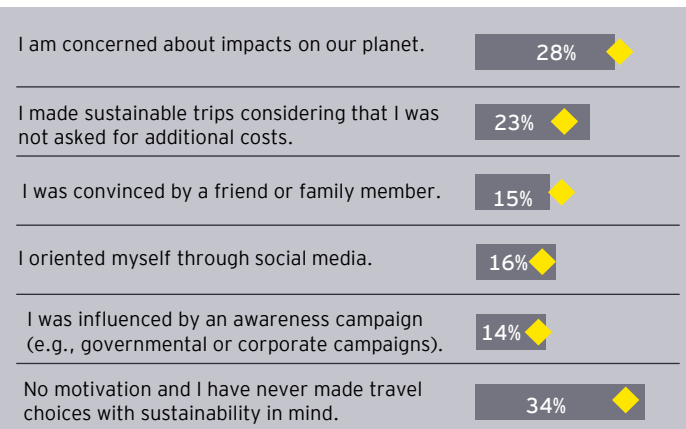 I am concerned about impacts on our planet.
28%
I made sustainable trips considering that I was
not asked for additional costs.
23%
I was convinced by a friend or family member.
15%
I oriented myself through social media.
16%
I was influenced by an awareness campaign
(e.g., governmental or corporate campaigns).
14%
No motivation and I have never made travel
choices with sustainability in mind.
34%